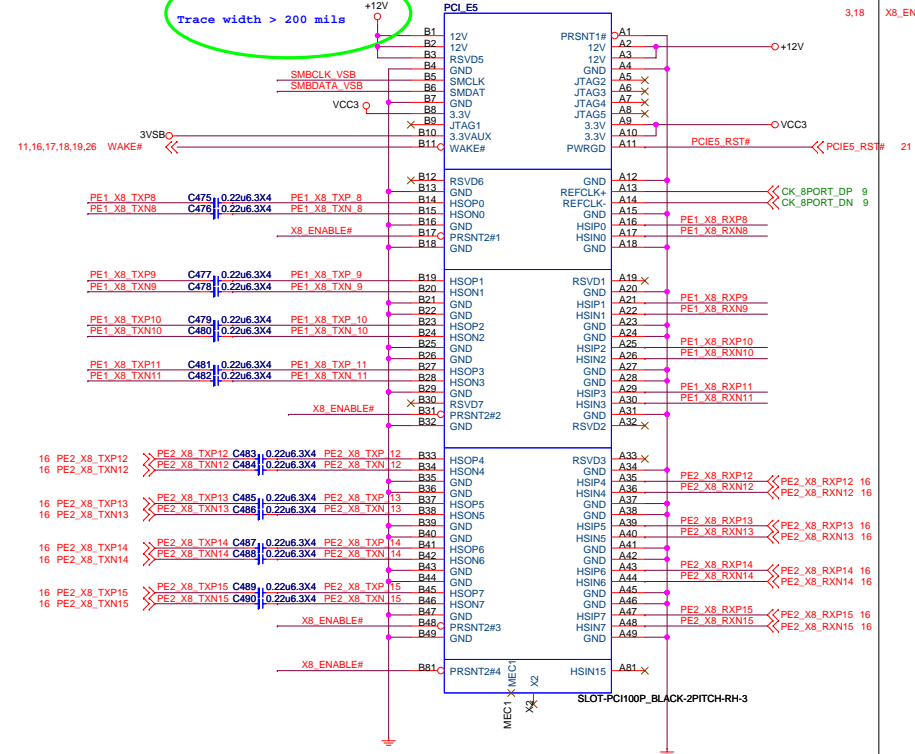 +12V PCI_E5 3,18 X8_EN
Trace width > 200 mils
B1 12V PRSNT1# A1
B2 12V 12V A2 +12V
B3 RSVD5 12V A3
B4 GND GND A4
SMBCLK_VSB B5 SMCLK JTAG2 A5
SMBDATA_VSB B6 SMDAT JTAG3 A6
B7 GND JTAG4 A7
VCC3 B8 3.3V JTAG5 A8
B9 JTAG1 3.3V A9 VCC3
3VSB B10 3.3VAUX 3.3V A10
11,16,17,18,19,26 WAKE# B11 WAKE# PWRGD A11 PCIE5_RST# PCIE5_RST# 21
B12 RSVD6 GND A12
B13 GND REFCLK+ A13 CK_8PORT_DP 9
PE1_X8_TXP8 C475 0.22u6.3X4 PE1_X8_TXP_8 B14 HSOP0 REFCLK- A14 CK_8PORT_DN 9
PE1_X8_TXN8 C476 0.22u6.3X4 PE1_X8_TXN_8 B15 HSON0 GND A15
B16 GND HSIP0 A16 PE1_X8_RXP8
X8_ENABLE# B17 PRSNT2#1 HSIN0 A17 PE1_X8_RXN8
B18 GND GND A18
PE1_X8_TXP9 C477 0.22u6.3X4 PE1_X8_TXP_9 B19 HSOP1 RSVD1 A19
PE1_X8_TXN9 C478 0.22u6.3X4 PE1_X8_TXN_9 B20 HSON1 GND A20
B21 GND HSIP1 A21 PE1_X8_RXP9
B22 GND HSIN1 A22 PE1_X8_RXN9
PE1_X8_TXP10 C479 0.22u6.3X4 PE1_X8_TXP_10 B23 HSOP2 GND A23
PE1_X8_TXN10 C480 0.22u6.3X4 PE1_X8_TXN_10 B24 HSON2 GND A24
B25 GND HSIP2 A25 PE1_X8_RXP10
B26 GND HSIN2 A26 PE1_X8_RXN10
PE1_X8_TXP11 C481 0.22u6.3X4 PE1_X8_TXP_11 B27 HSOP3 GND A27
PE1_X8_TXN11 C482 0.22u6.3X4 PE1_X8_TXN_11 B28 HSON3 GND A28
B29 GND HSIP3 A29 PE1_X8_RXP11
B30 RSVD7 HSIN3 A30 PE1_X8_RXN11
X8_ENABLE# B31 PRSNT2#2 GND A31
B32 GND RSVD2 A32
16 PE2_X8_TXP12 PE2_X8_TXP12 C483 0.22u6.3X4 PE2_X8_TXP_12 B33 HSOP4 RSVD3 A33
16 PE2_X8_TXN12 PE2_X8_TXN12 C484 0.22u6.3X4 PE2_X8_TXN_12 B34 HSON4 GND A34
B35 GND HSIP4 A35 PE2_X8_RXP12 PE2_X8_RXP12 16
B36 GND HSIN4 A36 PE2_X8_RXN12 PE2_X8_RXN12 16
16 PE2_X8_TXP13 PE2_X8_TXP13 C485 0.22u6.3X4 PE2_X8_TXP_13 B37 HSOP5 GND A37
16 PE2_X8_TXN13 PE2_X8_TXN13 C486 0.22u6.3X4 PE2_X8_TXN_13 B38 HSON5 GND A38
B39 GND HSIP5 A39 PE2_X8_RXP13 PE2_X8_RXP13 16
B40 GND HSIN5 A40 PE2_X8_RXN13 PE2_X8_RXN13 16
16 PE2_X8_TXP14 PE2_X8_TXP14 C487 0.22u6.3X4 PE2_X8_TXP_14 B41 HSOP6 GND A41
16 PE2_X8_TXN14 PE2_X8_TXN14 C488 0.22u6.3X4 PE2_X8_TXN_14 B42 HSON6 GND A42
B43 GND HSIP6 A43 PE2_X8_RXP14 PE2_X8_RXP14 16
B44 GND HSIN6 A44 PE2_X8_RXN14 PE2_X8_RXN14 16
16 PE2_X8_TXP15 PE2_X8_TXP15 C489 0.22u6.3X4 PE2_X8_TXP_15 B45 HSOP7 GND A45
16 PE2_X8_TXN15 PE2_X8_TXN15 C490 0.22u6.3X4 PE2_X8_TXN_15 B46 HSON7 GND A46
B47 GND HSIP7 A47 PE2_X8_RXP15 PE2_X8_RXP15 16
X8_ENABLE# B48 PRSNT2#3 HSIN7 A48 PE2_X8_RXN15 PE2_X8_RXN15 16
B49 GND GND A49
X8_ENABLE# B81 PRSNT2#4 MEC1 X2 HSIN15 A81
MEC1 SLOT-PCI100P_BLACK-2PITCH-RH-3